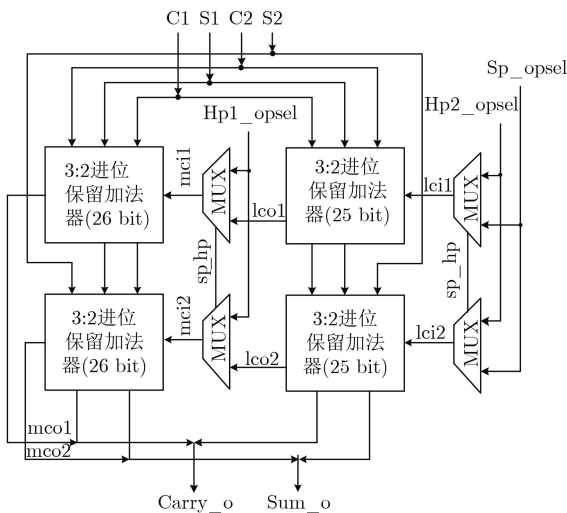 C1 S1 C2 S2
Sp_opsel
Hp1_opsel
Hp2_opsel
3:2进位
保留加法
器(26 bit)
mci1
MUX
lco1
3:2进位
保留加法
器(25 bit)
lci1
MUX
sp_hp
sp_hp
3:2进位
保留加法
器(26 bit)
mci2
MUX
lco2
3:2进位
保留加法
器(25 bit)
lci2
MUX
mco1
mco2
Carry_o
Sum_o